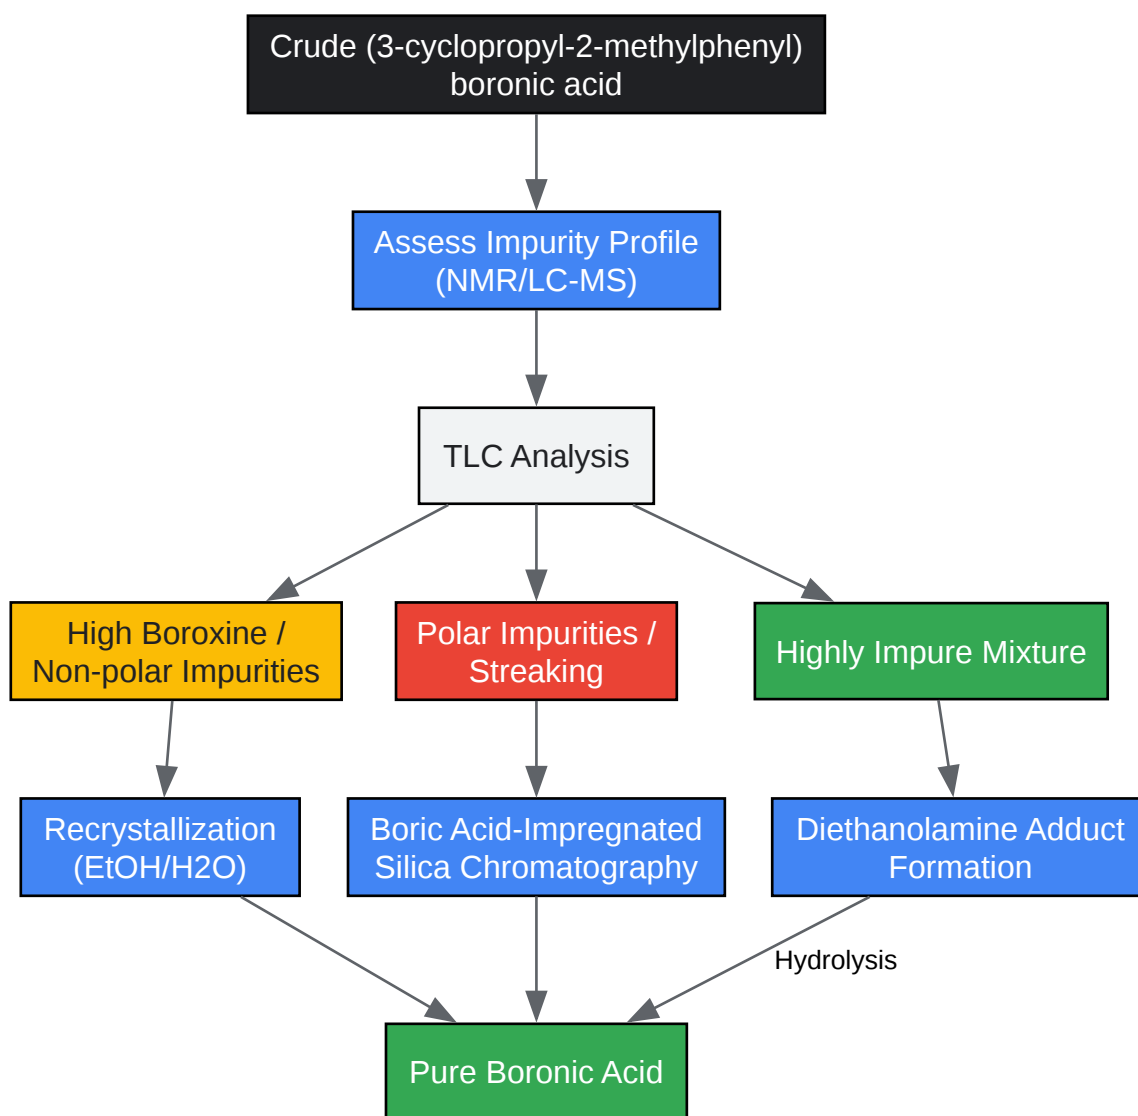 Crude (3-cyclopropyl-2-methylphenyl)
boronic acid
Assess Impurity Profile
(NMR/LC-MS)
TLC Analysis
High Boroxine /
Non-polar Impurities
Polar Impurities /
Streaking
Highly Impure Mixture
Recrystallization
(EtOH/H2O)
Boric Acid-Impregnated
Silica Chromatography
Diethanolamine Adduct
Formation
Hydrolysis
Pure Boronic Acid